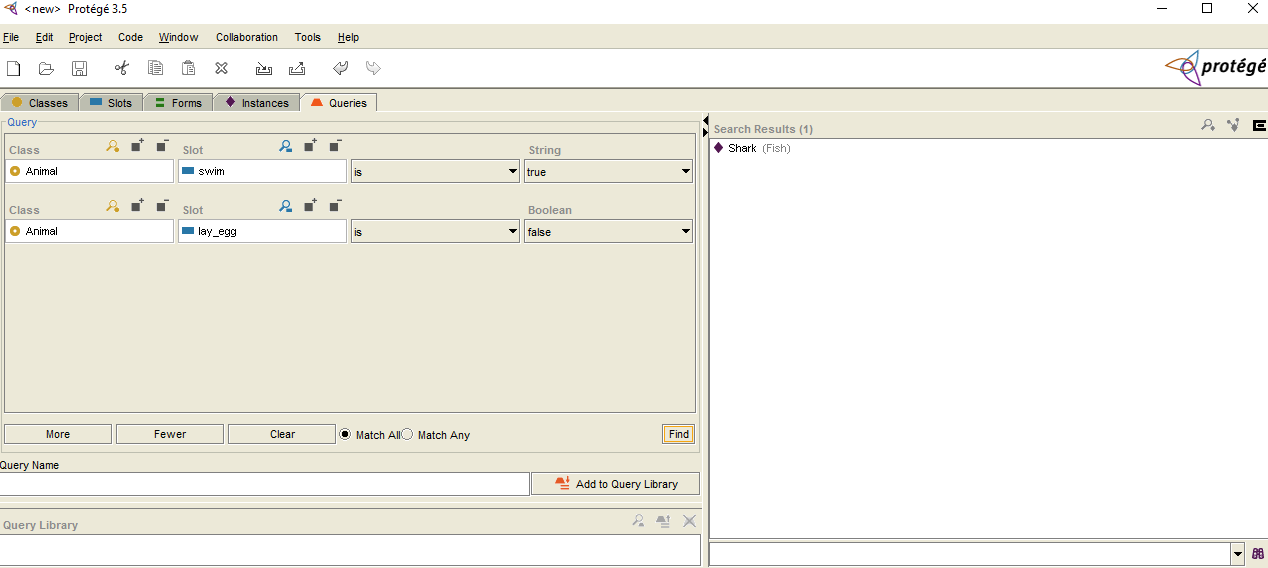 <new> Protégé 3.5
File Edit Project Code Window Collaboration Tools Help
protégé
Classes Slots Forms Instances Queries
Query
Class Slot String
Animal swim is true
Class Slot Boolean
Animal lay_egg is false
More Fewer Clear Match All Match Any Find
Query Name
Add to Query Library
Query Library
Search Results (1)
Shark (Fish)